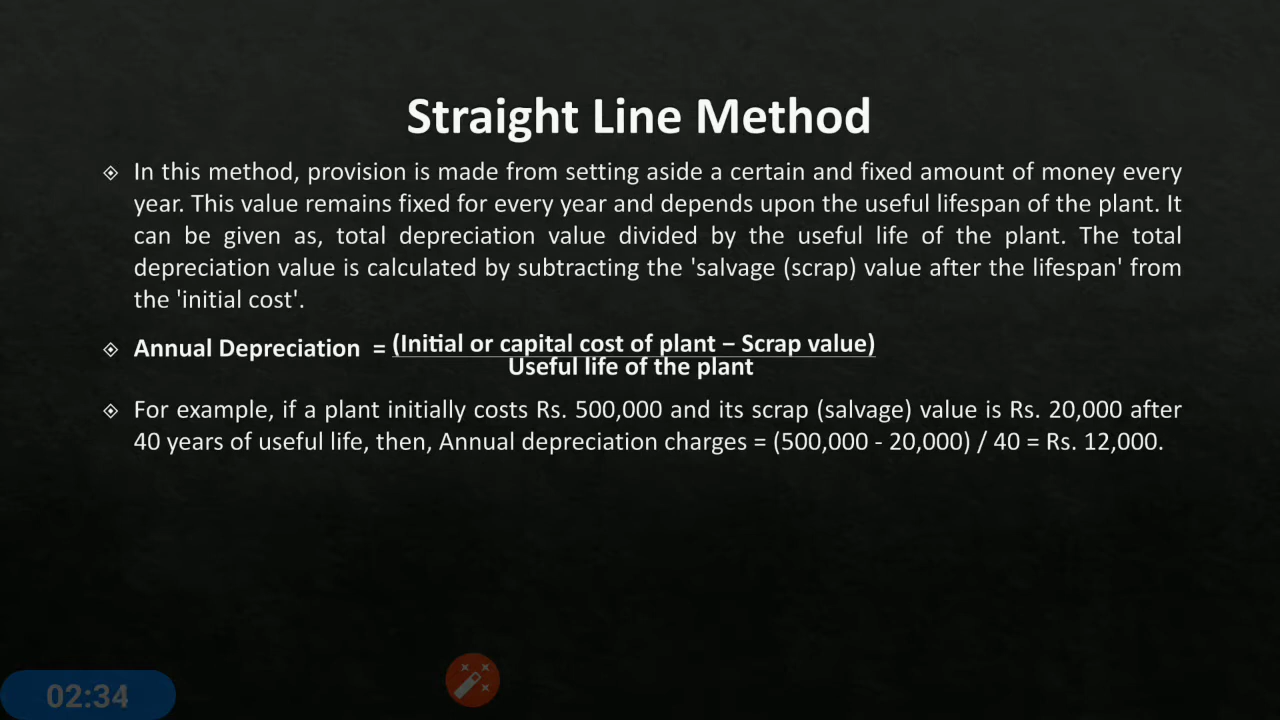 Straight Line Method
In this method, provision is made from setting aside a certain and fixed amount of money every
year. This value remains fixed for every year and depends upon the useful lifespan of the plant. It
can be given as, total depreciation value divided by the useful life of the plant. The total
depreciation value is calculated by subtracting the 'salvage (scrap) value after the lifespan' from
the 'initial cost'.
Annual Depreciation = (Initial or capital cost of plant – Scrap value)
Useful life of the plant
For example, if a plant initially costs Rs. 500,000 and its scrap (salvage) value is Rs. 20,000 after
40 years of useful life, then, Annual depreciation charges = (500,000 - 20,000) / 40 = Rs. 12,000.
02:34